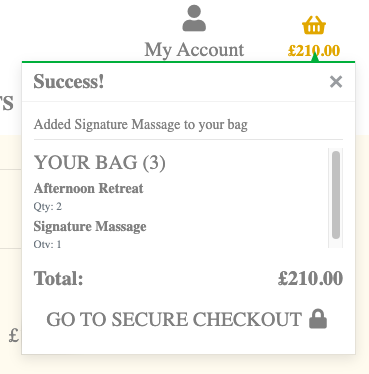 My Account
£210.00
TS
Success!
Added Signature Massage to your bag
YOUR BAG (3)
Afternoon Retreat
Qty: 2
Signature Massage
Qty: 1
Total: £210.00
£
GO TO SECURE CHECKOUT